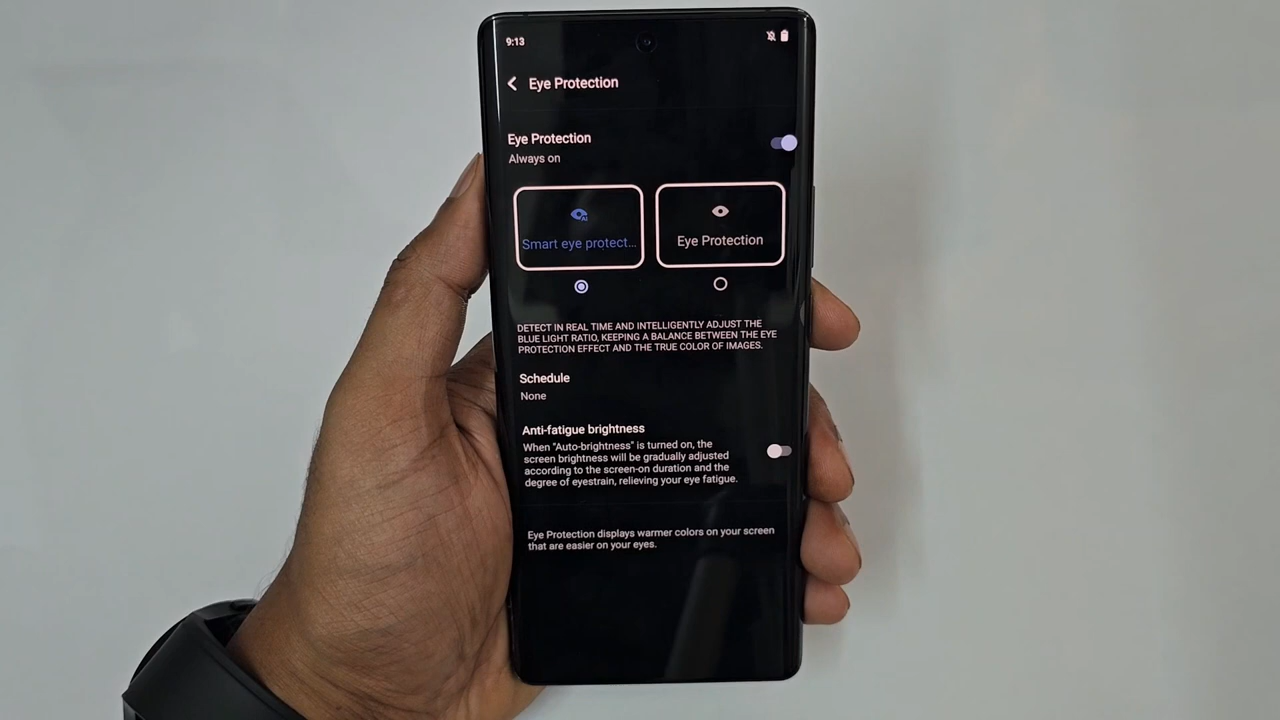 9:13
Eye Protection
Eye Protection
Always on
AI
Smart eye protect...
Eye Protection
DETECT IN REAL TIME AND INTELLIGENTLY ADJUST THE
BLUE LIGHT RATIO, KEEPING A BALANCE BETWEEN THE EYE
PROTECTION EFFECT AND THE TRUE COLOR OF IMAGES.
Schedule
None
Anti-fatigue brightness
When "Auto-brightness" is turned on, the
screen brightness will be gradually adjusted
according to the screen-on duration and the
degree of eyestrain, relieving your eye fatigue.
Eye Protection displays warmer colors on your screen
that are easier on your eyes.